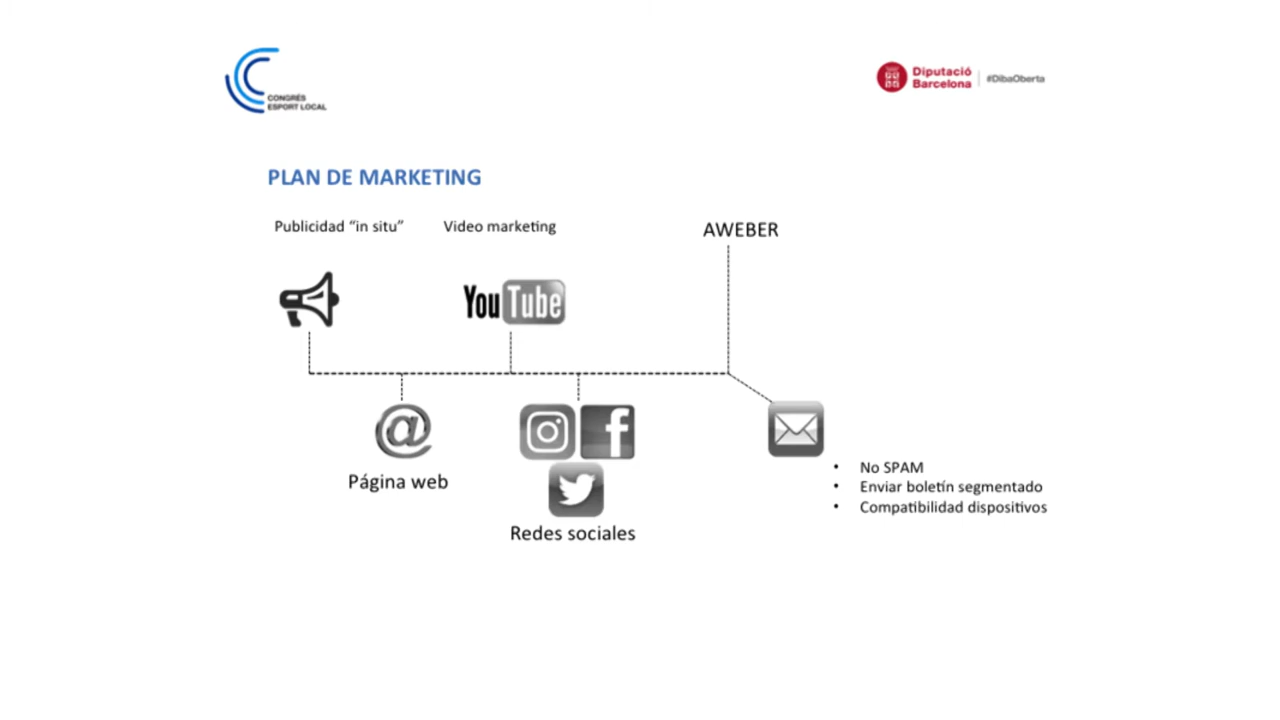 CONGRÉS
ESPORT LOCAL
Diputació
Barcelona
#DibaOberta
PLAN DE MARKETING
Publicidad “in situ”
Video marketing
AWEBER
YouTube
@
f
Página web
Redes sociales
• No SPAM
• Enviar boletín segmentado
• Compatibilidad dispositivos